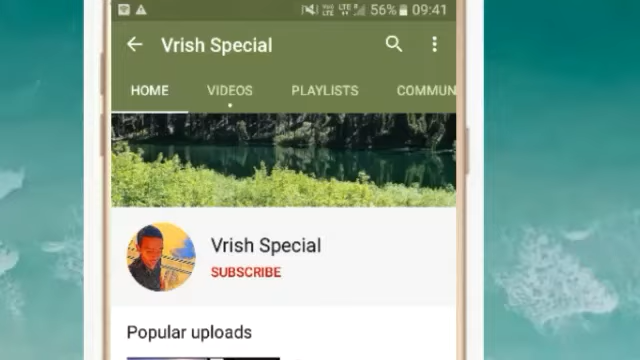 56% 09:41
Vrish Special
HOME VIDEOS PLAYLISTS COMMUN
Vrish Special
SUBSCRIBE
Popular uploads